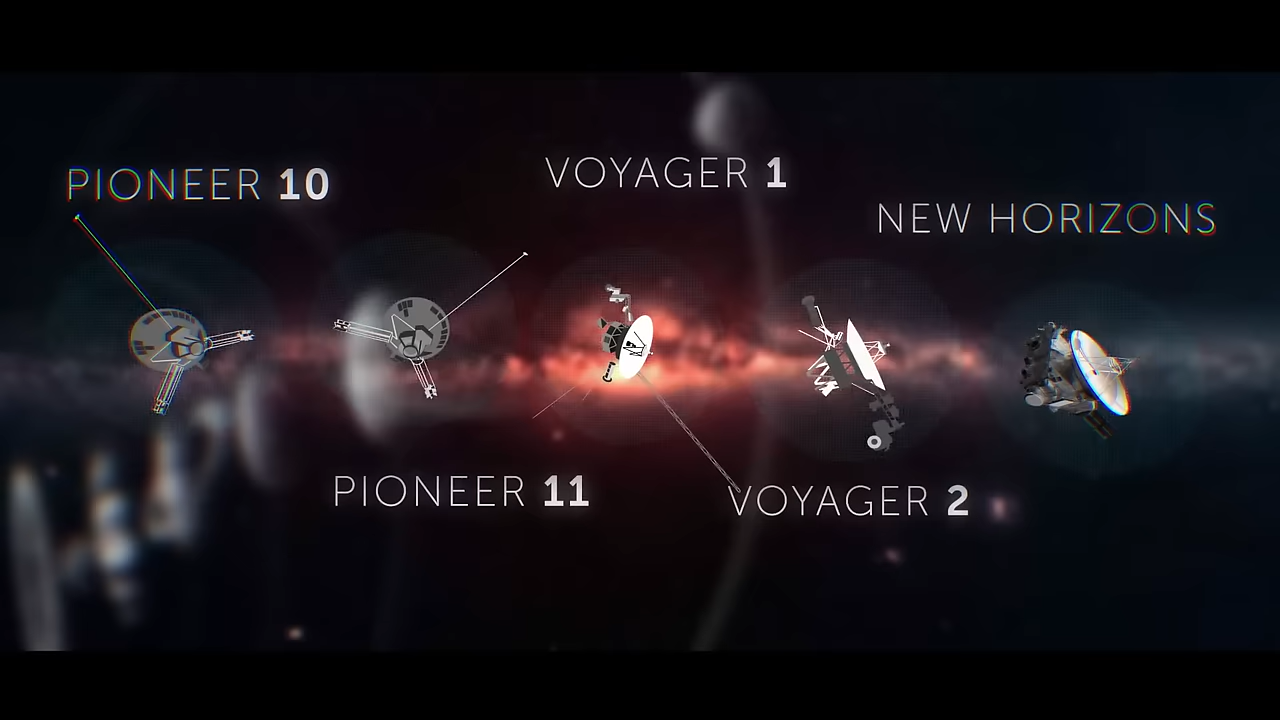 PIONEER 10
VOYAGER 1
NEW HORIZONS
PIONEER 11
VOYAGER 2